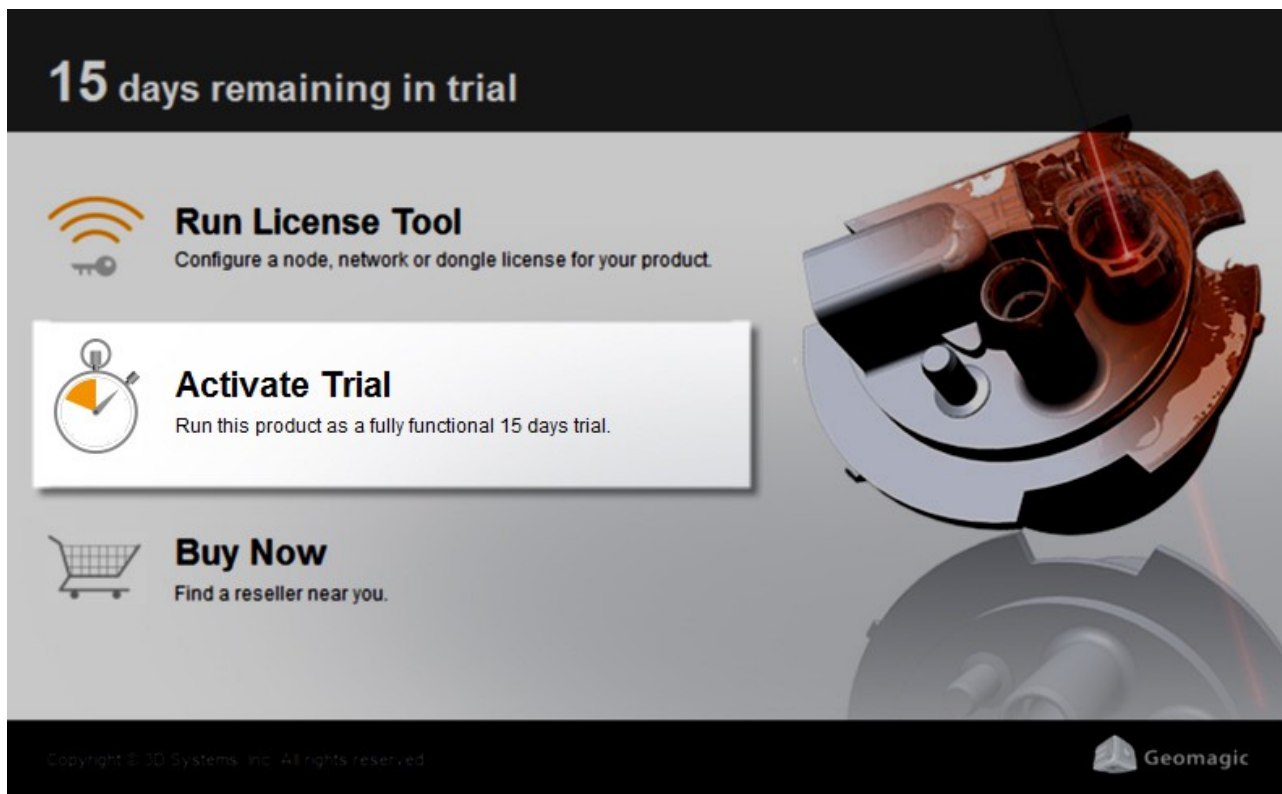 15 days remaining in trial
Run License Tool
Configure a node, network or dongle license for your product.
Activate Trial
Run this product as a fully functional 15 days trial.
Buy Now
Find a reseller near you.
Copyright © 3D Systems, Inc. All rights reserved.
Geomagic